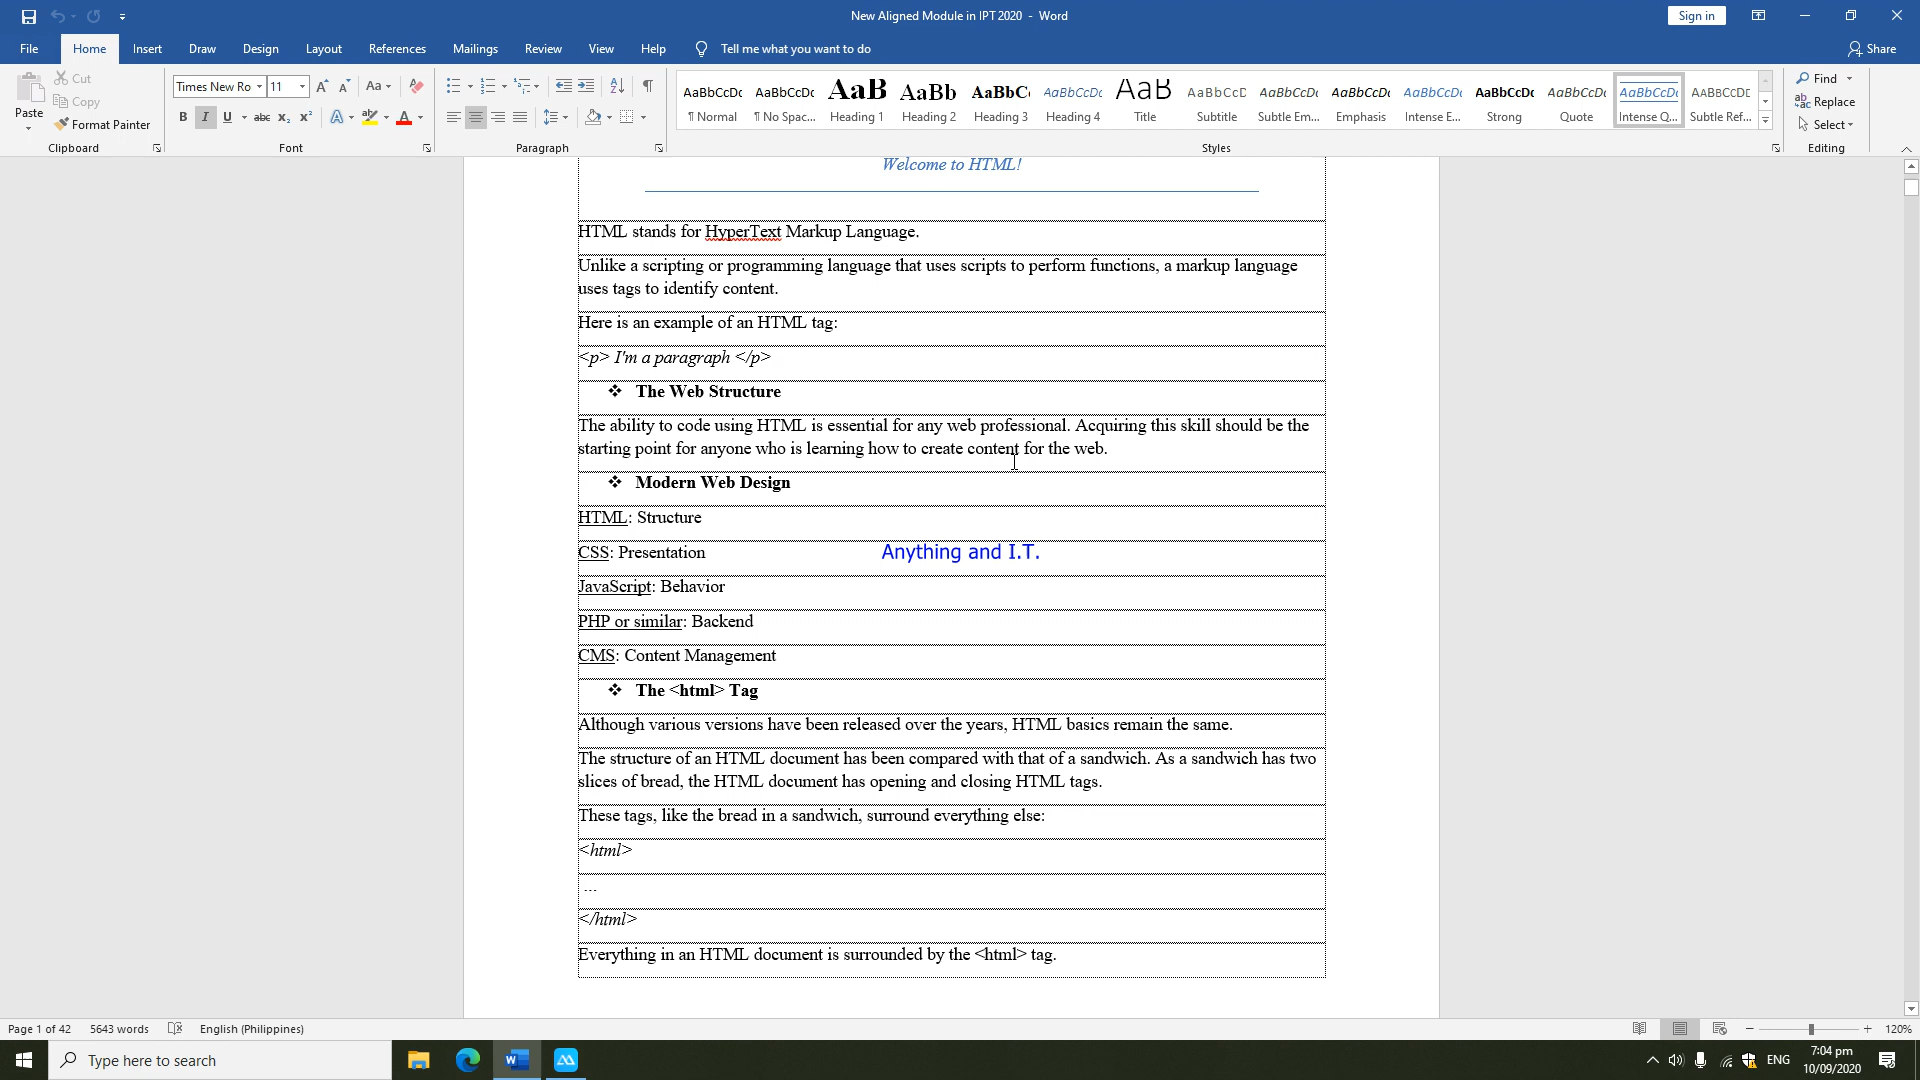 New Aligned Module in IPT 2020 - Word
Sign in
File Home Insert Draw Design Layout References Mailings Review View Help Tell me what you want to do
Share
Paste
Cut
Copy
Format Painter
Clipboard
Times New Ro 11
Font
Paragraph
AaBbCcDc AaBbCcDc AaB AaBb AaBbC AaBbCcDc AaB AaBbCcD AaBbCcDc AaBbCcDc AaBbCcDc AaBbCcDc AaBbCcDc AaBbCcDc AABBCCDE
¶ Normal ¶ No Spac... Heading 1 Heading 2 Heading 3 Heading 4 Title Subtitle Subtle Em... Emphasis Intense E... Strong Quote Intense Q... Subtle Ref...
Styles
Find
Replace
Select
Editing
Welcome to HTML!
HTML stands for HyperText Markup Language.
Unlike a scripting or programming language that uses scripts to perform functions, a markup language
uses tags to identify content.
Here is an example of an HTML tag:
<p> I'm a paragraph </p>
❖ The Web Structure
The ability to code using HTML is essential for any web professional. Acquiring this skill should be the
starting point for anyone who is learning how to create content for the web.
❖ Modern Web Design
HTML: Structure
CSS: Presentation
Anything and I.T.
JavaScript: Behavior
PHP or similar: Backend
CMS: Content Management
❖ The <html> Tag
Although various versions have been released over the years, HTML basics remain the same.
The structure of an HTML document has been compared with that of a sandwich. As a sandwich has two
slices of bread, the HTML document has opening and closing HTML tags.
These tags, like the bread in a sandwich, surround everything else:
<html>
...
</html>
Everything in an HTML document is surrounded by the <html> tag.
Page 1 of 42 5643 words English (Philippines)
120%
Type here to search
ENG
7:04 pm
10/09/2020